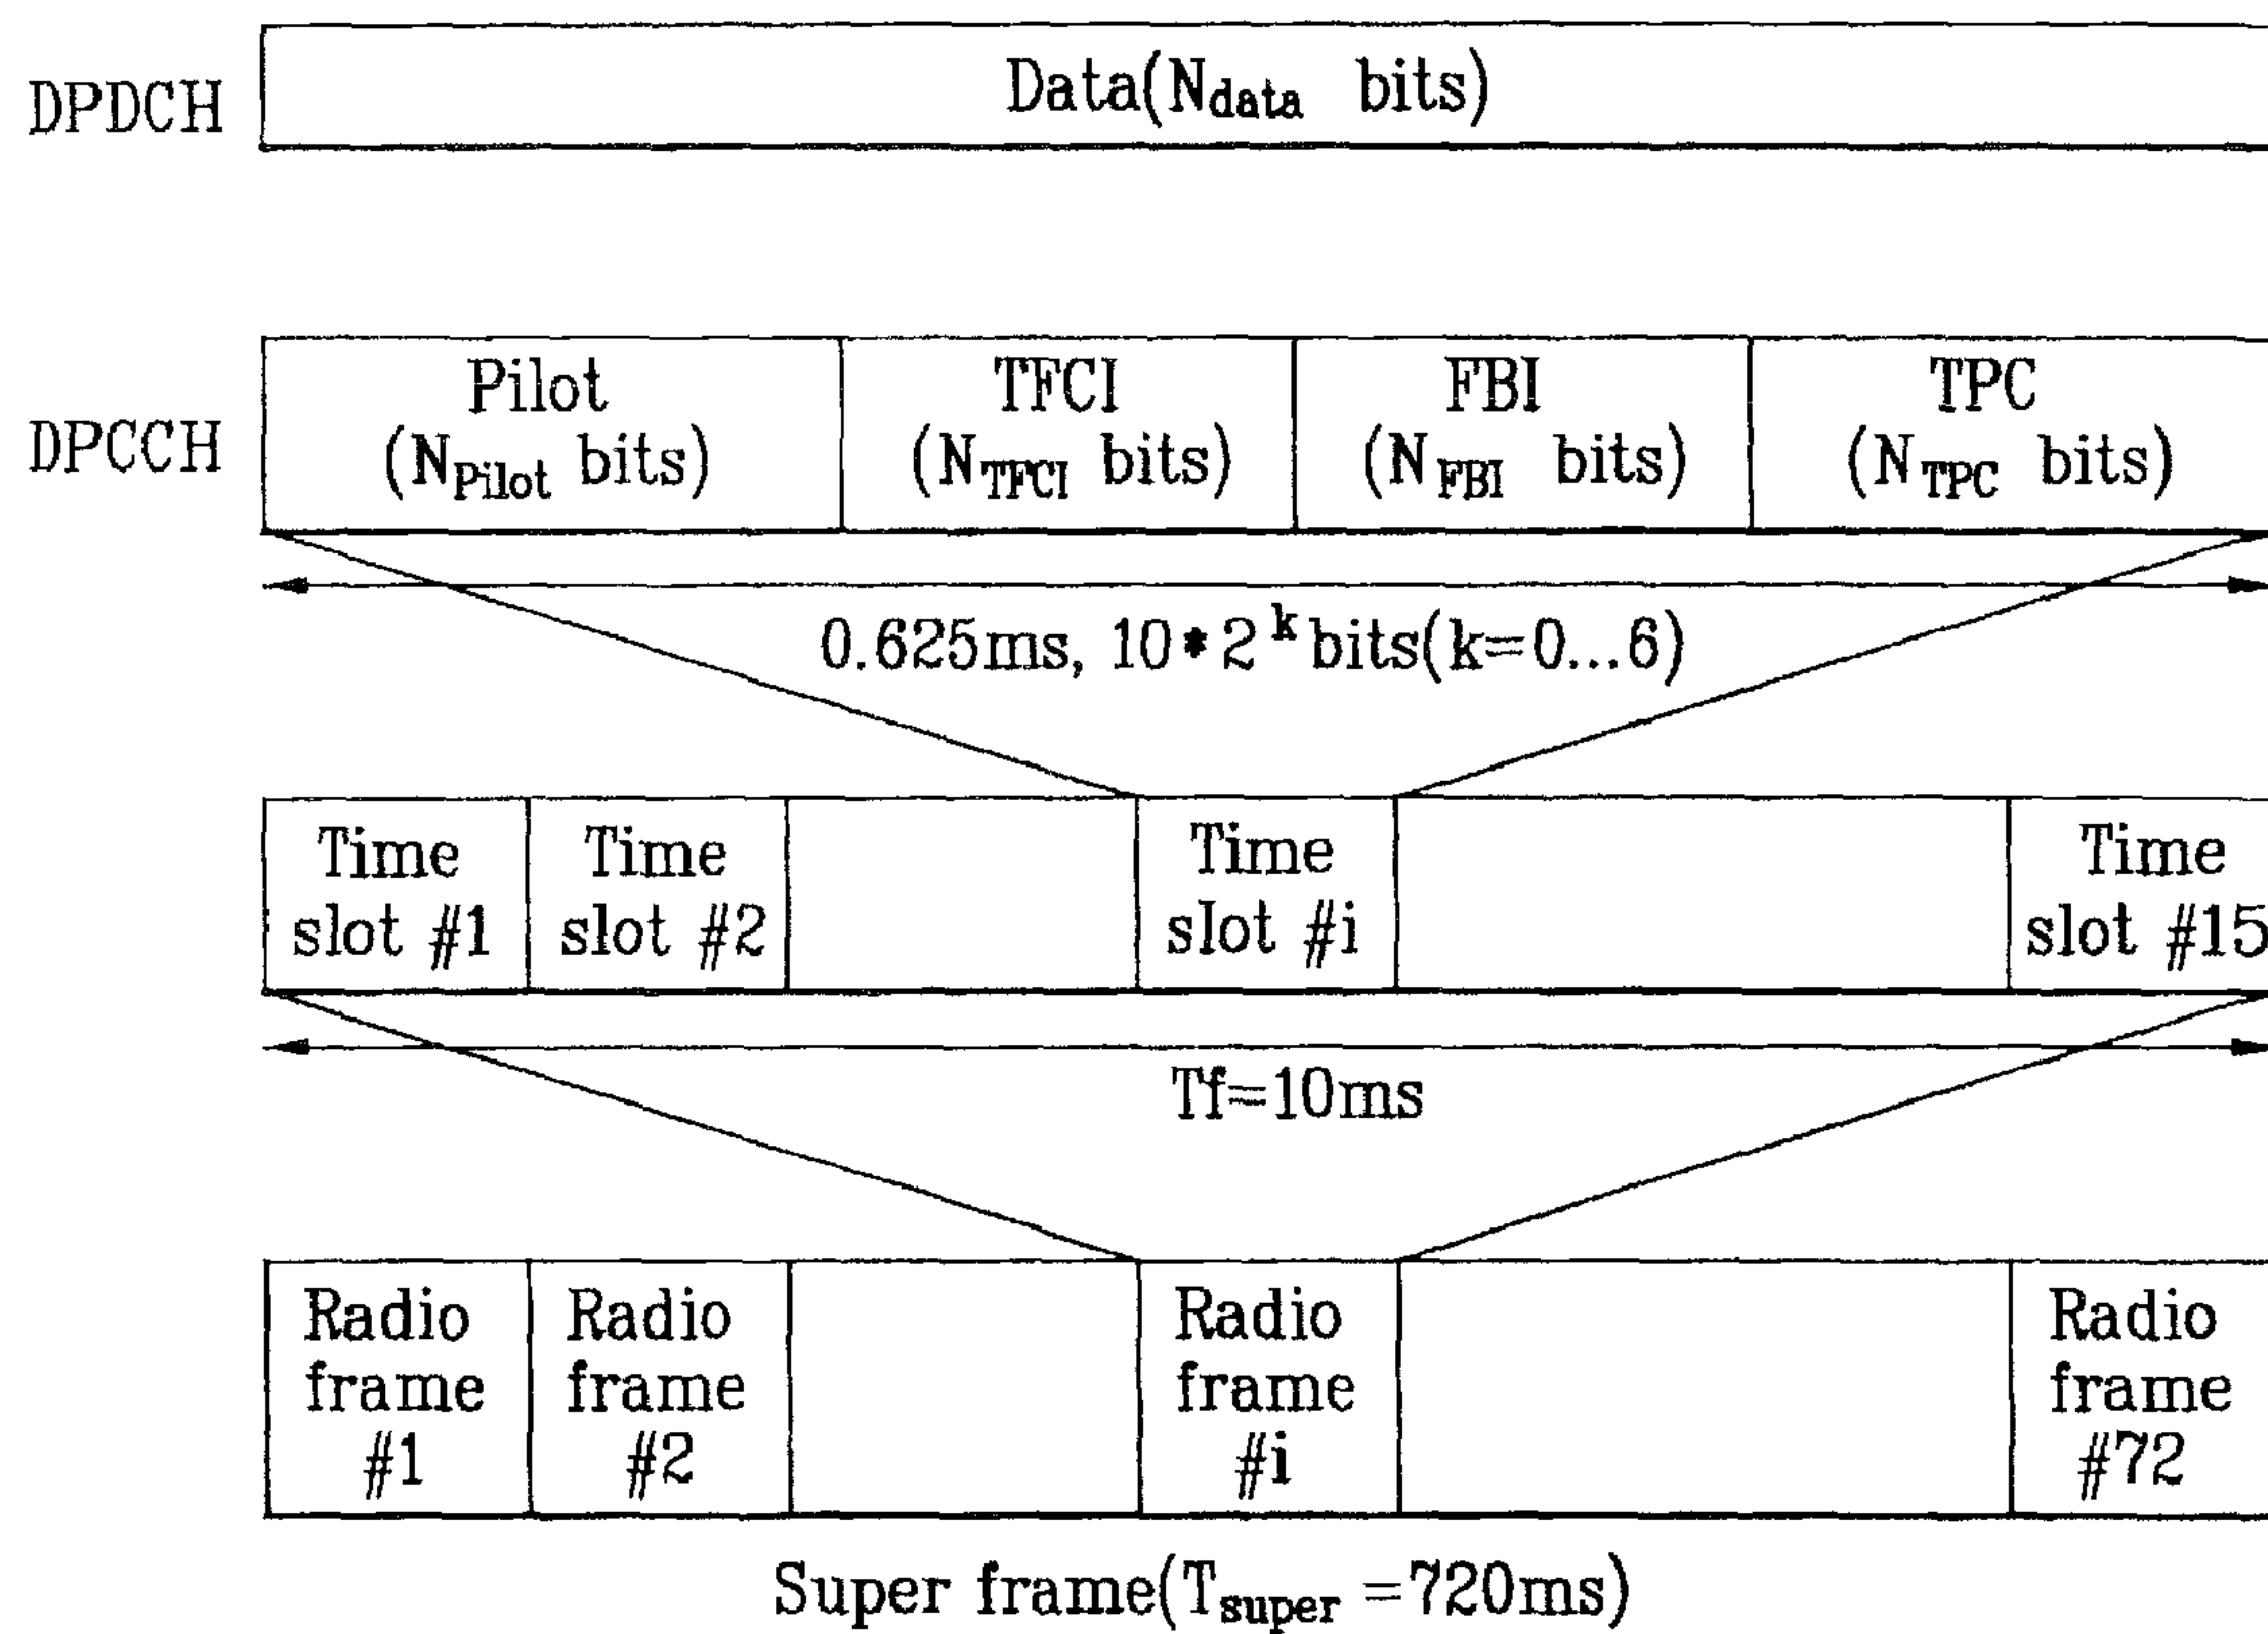 DPDCH
Data(Ndata bits)
DPCCH
Pilot
(NPilot bits)
TFCI
(NTFCI bits)
FBI
(NFBI bits)
TPC
(NTPC bits)
0.625ms, 10*2^k bits(k=0...6)
Time
slot #1
Time
slot #2
Time
slot #i
Time
slot #15
Tf=10ms
Radio
frame
#1
Radio
frame
#2
Radio
frame
#i
Radio
frame
#72
Super frame(Tsuper =720ms)